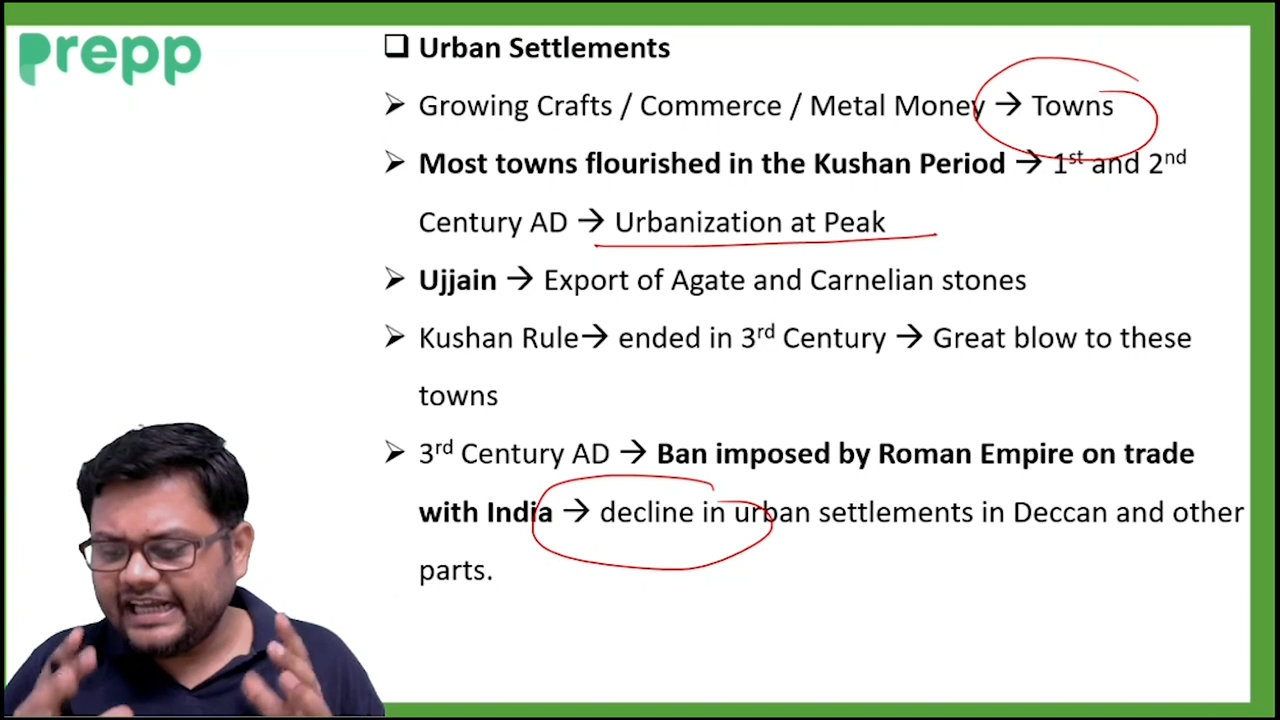 prepp
❑ Urban Settlements
➢ Growing Crafts / Commerce / Metal Money → Towns
➢ Most towns flourished in the Kushan Period → 1st and 2nd
Century AD → Urbanization at Peak
➢ Ujjain → Export of Agate and Carnelian stones
➢ Kushan Rule→ ended in 3rd Century → Great blow to these
towns
➢ 3rd Century AD → Ban imposed by Roman Empire on trade
with India → decline in urban settlements in Deccan and other
parts.